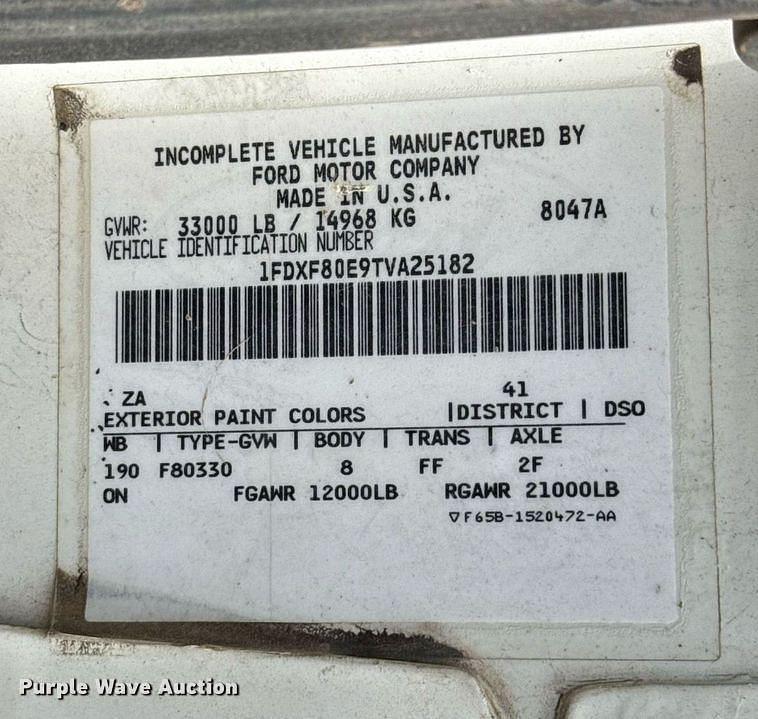 INCOMPLETE VEHICLE MANUFACTURED BY
FORD MOTOR COMPANY
MADE IN U.S.A.
GVWR: 33000 LB / 14968 KG 8047A
VEHICLE IDENTIFICATION NUMBER
1FDXF80E9TVA25182
ZA 41
EXTERIOR PAINT COLORS |DISTRICT | DSO
WB | TYPE-GVW | BODY | TRANS | AXLE
190 F80330 8 FF 2F
ON FGAWR 12000LB RGAWR 21000LB
▽F65B-1520472-AA
Purple Wave Auction